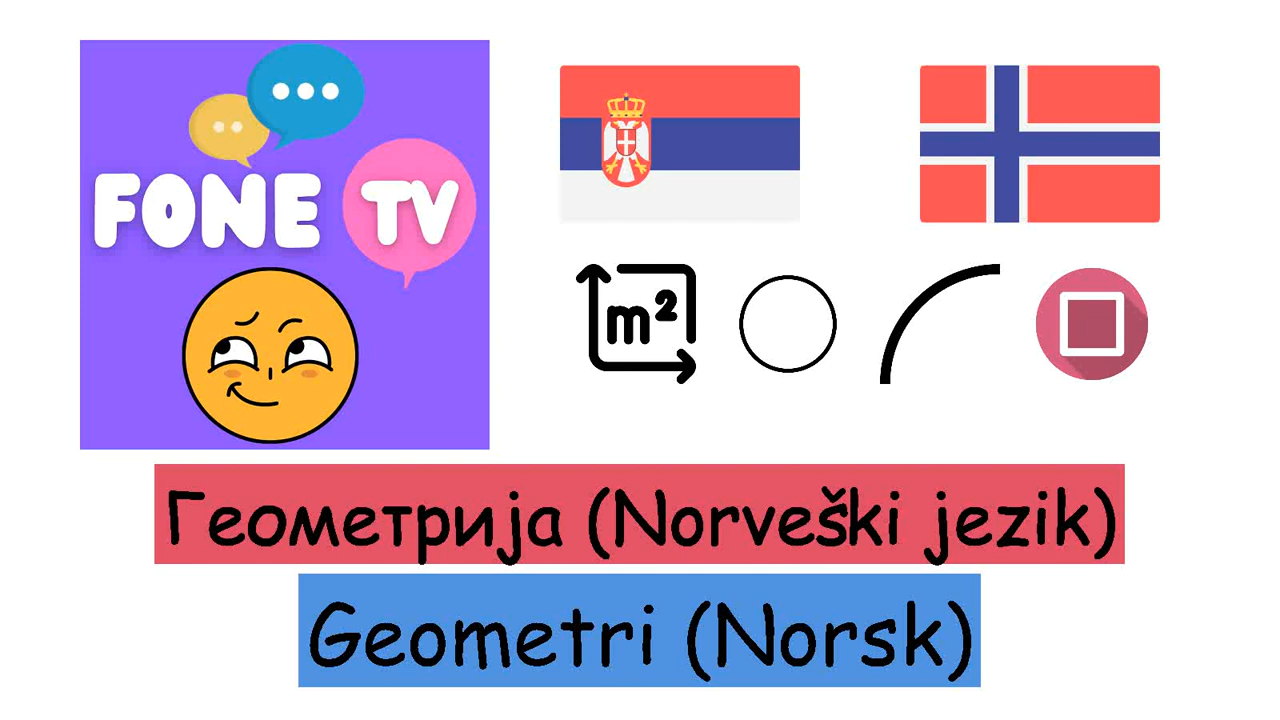 FONE TV
m²
Геометрија (Norveški jezik)
Geometri (Norsk)